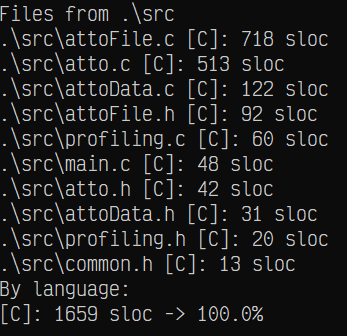 Files from .\src
.\src\attoFile.c [C]: 718 sloc
.\src\atto.c [C]: 513 sloc
.\src\attoData.c [C]: 122 sloc
.\src\attoFile.h [C]: 92 sloc
.\src\profiling.c [C]: 60 sloc
.\src\main.c [C]: 48 sloc
.\src\atto.h [C]: 42 sloc
.\src\attoData.h [C]: 31 sloc
.\src\profiling.h [C]: 20 sloc
.\src\common.h [C]: 13 sloc
By language:
[C]: 1659 sloc -> 100.0%